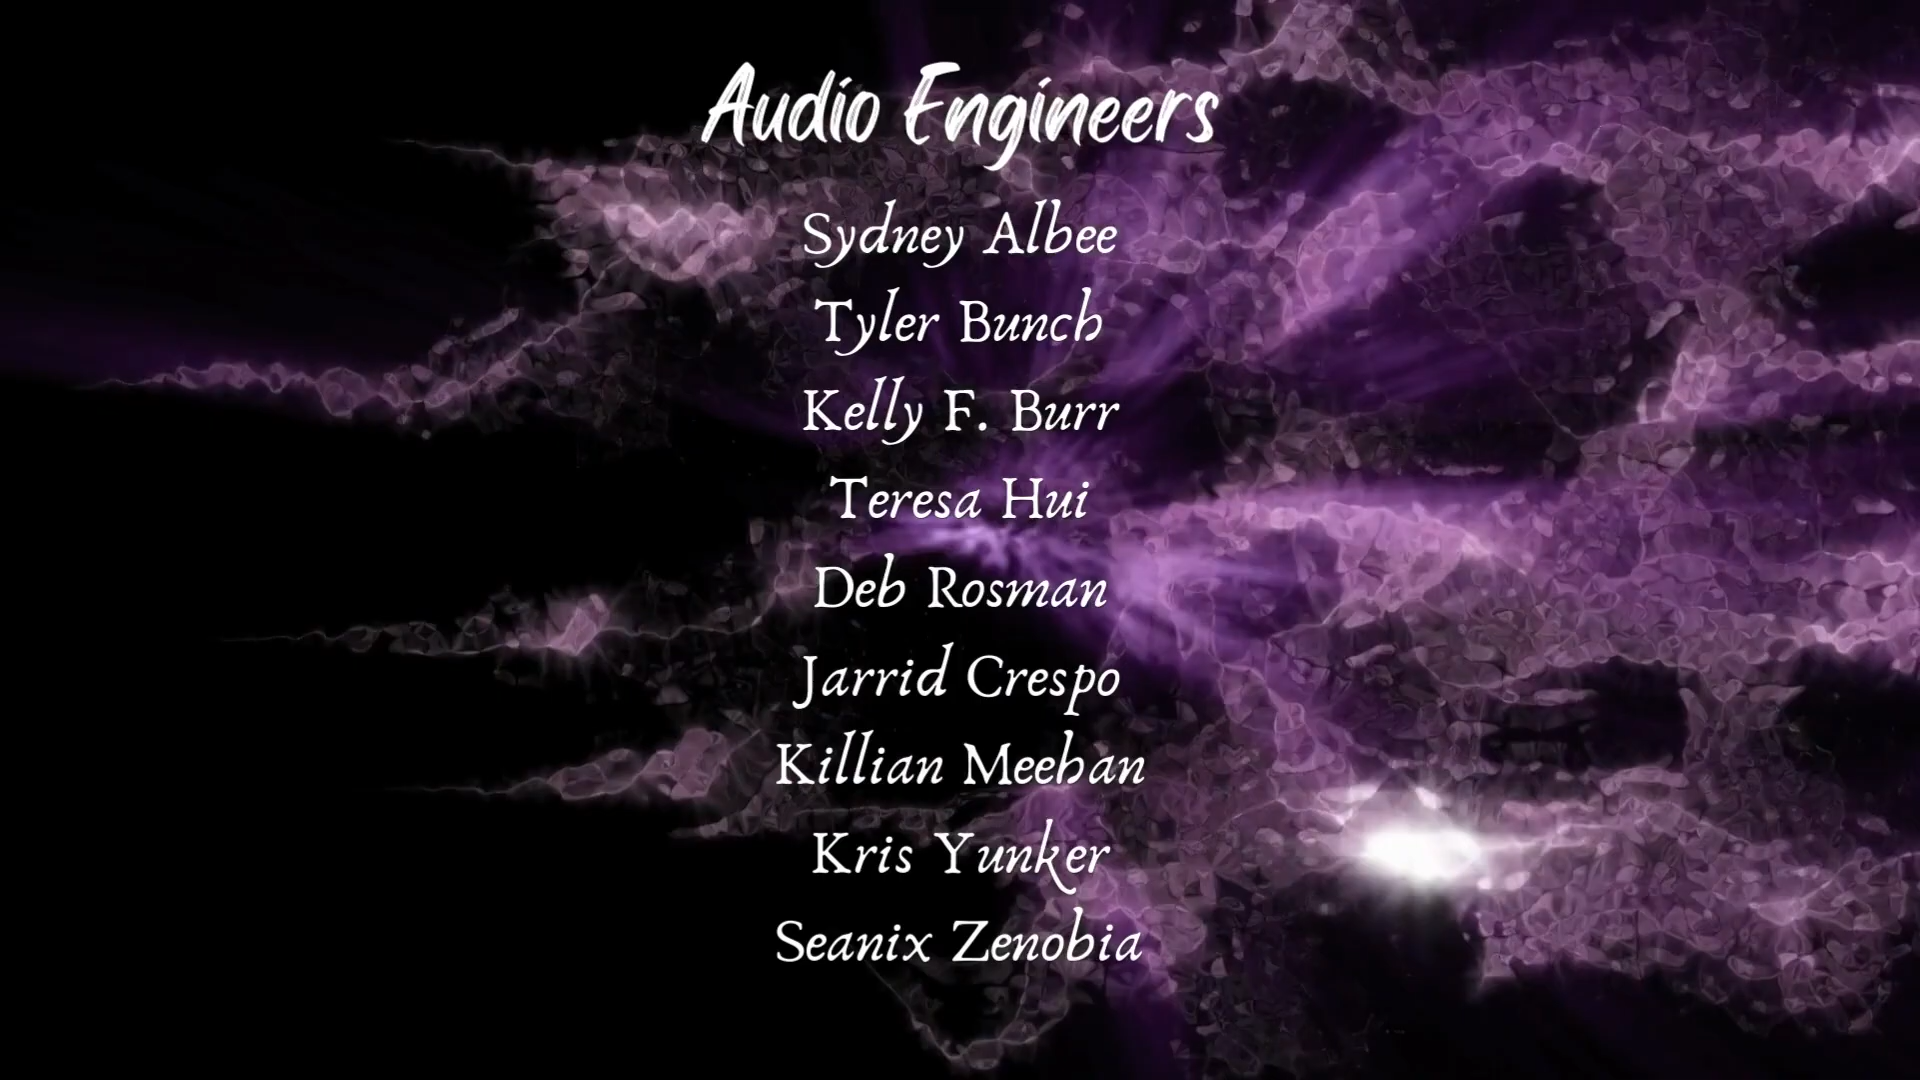 Audio Engineers
Sydney Albee
Tyler Bunch
Kelly F. Burr
Teresa Hui
Deb Rosman
Jarrid Crespo
Killian Meehan
Kris Yunker
Seanix Zenobia